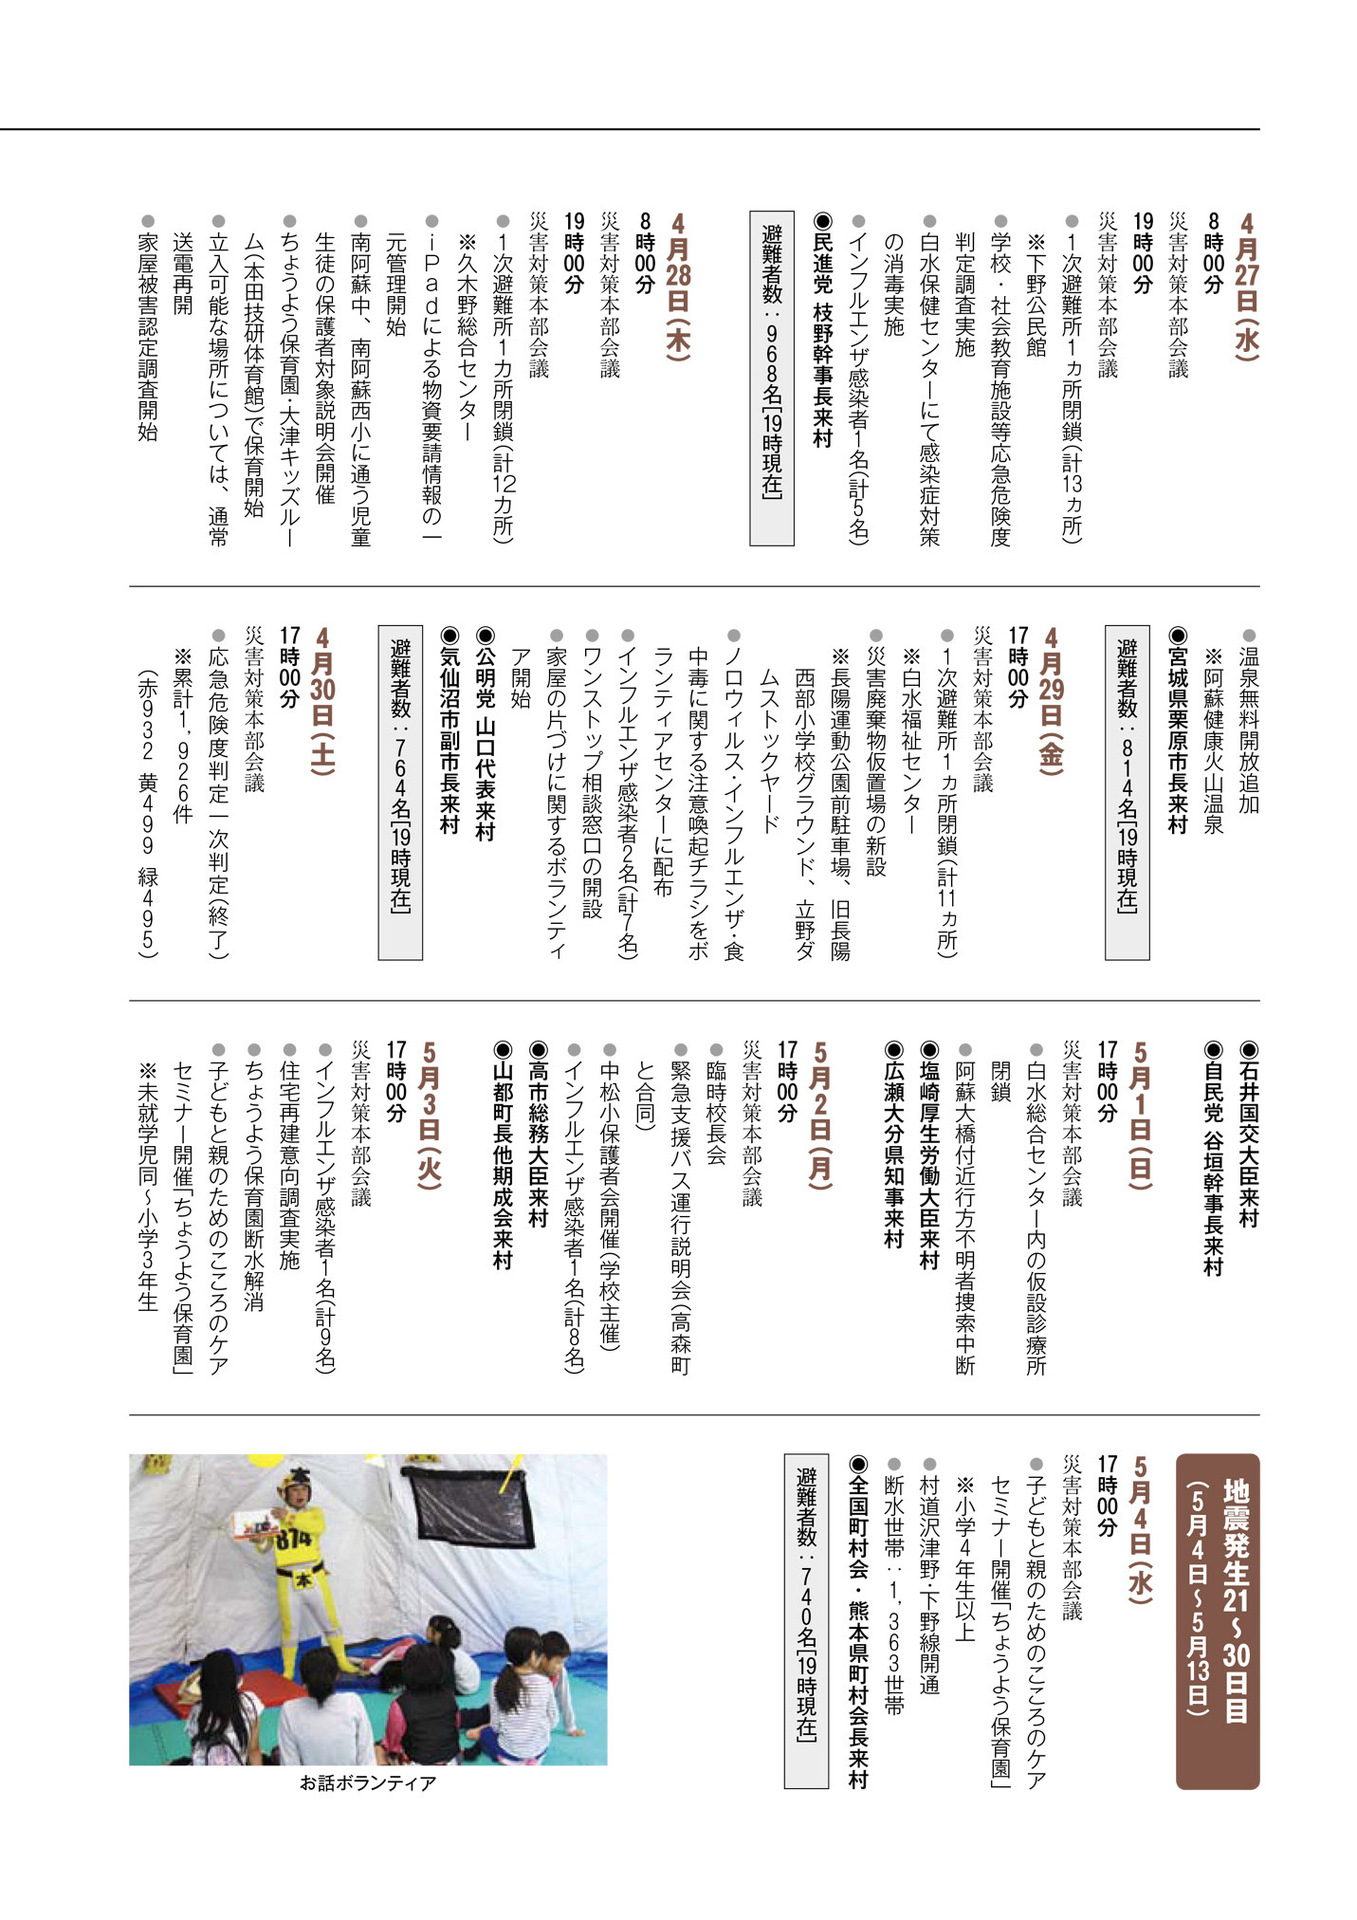 4月27日（水）
8時00分
災害対策本部会議
19時00分
災害対策本部会議
●1次避難所1ヵ所閉鎖（計13ヵ所）
※下野公民館
●学校・社会教育施設等応急危険度
判定調査実施
●白水保健センターにて感染症対策
の消毒実施
●インフルエンザ感染者1名（計5名）
◉民進党 枝野幹事長来村
避難者数：968名［19時現在］
4月28日（木）
8時00分
災害対策本部会議
19時00分
災害対策本部会議
●1次避難所1カ所閉鎖（計12カ所）
※久木野総合センター
●iPadによる物資要請情報の一
元管理開始
●南阿蘇中、南阿蘇西小に通う児童
生徒の保護者対象説明会開催
●ちょうよう保育園・大津キッズルー
ム（本田技研体育館）で保育開始
●立入可能な場所については、通常
送電再開
●家屋被害認定調査開始
●温泉無料開放追加
※阿蘇健康火山温泉
◉宮城県栗原市長来村
避難者数：814名［19時現在］
4月29日（金）
17時00分
災害対策本部会議
●1次避難所1ヵ所閉鎖（計11ヵ所）
※白水福祉センター
●災害廃棄物仮置場の新設
※長陽運動公園前駐車場、旧長陽
西部小学校グラウンド、立野ダ
ムストックヤード
●ノロウィルス・インフルエンザ・食
中毒に関する注意喚起チラシをボ
ランティアセンターに配布
●インフルエンザ感染者2名（計7名）
●ワンストップ相談窓口の開設
●家屋の片づけに関するボランティ
ア開始
◉公明党 山口代表来村
◉気仙沼市副市長来村
避難者数：764名［19時現在］
4月30日（土）
17時00分
災害対策本部会議
●応急危険度判定一次判定（終了）
※累計1,926件
（赤932 黄499 緑495）
◉石井国交大臣来村
◉自民党 谷垣幹事長来村
5月1日（日）
17時00分
災害対策本部会議
●白水総合センター内の仮設診療所
閉鎖
●阿蘇大橋付近行方不明者捜索中断
◉塩崎厚生労働大臣来村
◉広瀬大分県知事来村
5月2日（月）
17時00分
災害対策本部会議
●臨時校長会
●緊急支援バス運行説明会（高森町
と合同）
●中松小保護者会開催（学校主催）
●インフルエンザ感染者1名（計8名）
◉高市総務大臣来村
◉山都町長他期成会来村
5月3日（火）
17時00分
災害対策本部会議
●インフルエンザ感染者1名（計9名）
●住宅再建意向調査実施
●ちょうよう保育園断水解消
●子どもと親のためのこころのケア
セミナー開催「ちょうよう保育園」
※未就学児同～小学3年生
地震発生21～30日目
（5月4日～5月13日）
5月4日（水）
17時00分
災害対策本部会議
●子どもと親のためのこころのケア
セミナー開催「ちょうよう保育園」
※小学4年生以上
●村道沢津野・下野線開通
●断水世帯：1,363世帯
◉全国町村会・熊本県町村会長来村
避難者数：740名［19時現在］
本
874
本
お話ボランティア